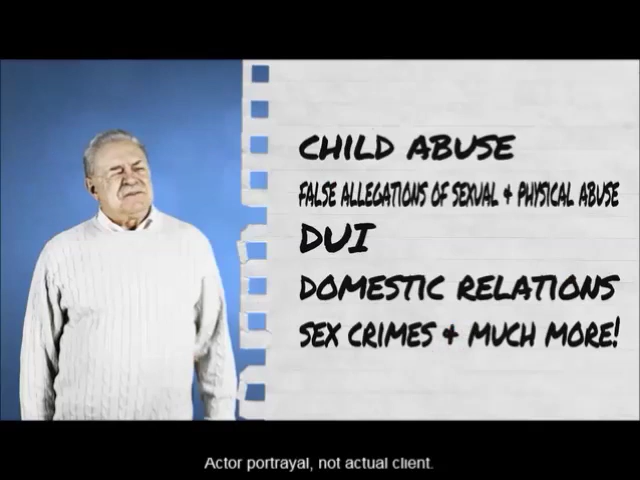 CHILD ABUSE
FALSE ALLEGATIONS OF SEXUAL & PHYSICAL ABUSE
DUI
DOMESTIC RELATIONS
SEX CRIMES & MUCH MORE!
Actor portrayal, not actual client.